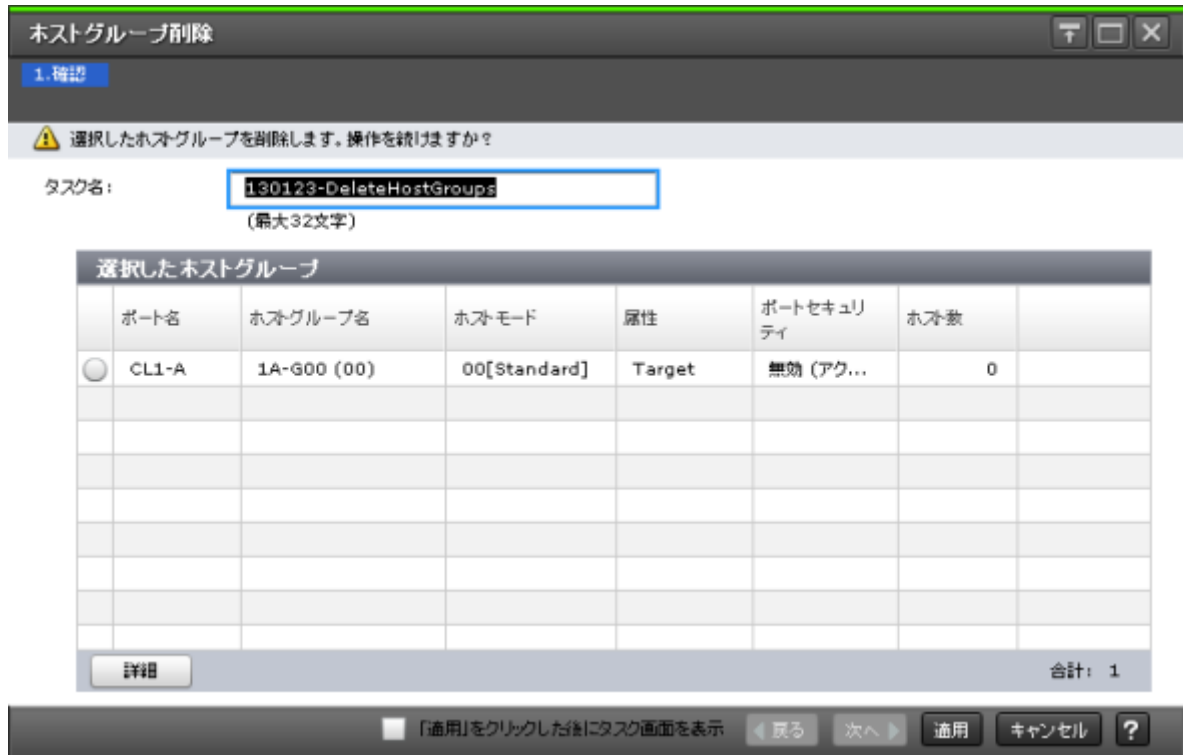 ホストグループ削除
1.確認
選択したホストグループを削除します。操作を続けますか?
タスク名:
130123-DeleteHostGroups
(最大32文字)
選択したホストグループ
ポート名 ホストグループ名 ホストモード 属性 ポートセキュリ ホスト数
ティ
CL1-A 1A-G00 (00) 00[Standard] Target 無効 (アク... 0
詳細 合計: 1
「適用」をクリックした後にタスク画面を表示 戻る 次へ 適用 キャンセル ?